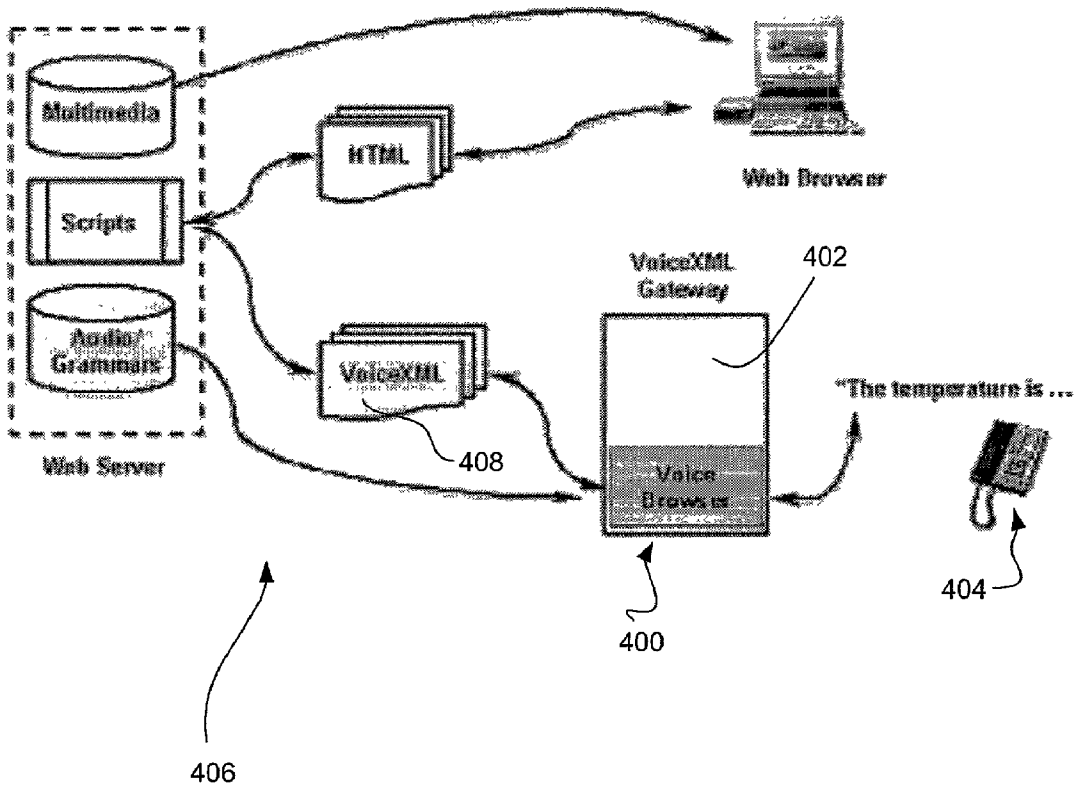 Multimedia
HTML
Web Browser
Scripts
VoiceXML
Gateway
402
Audio/
Grammars
VoiceXML
"The temperature is ...
408
Web Server
Voice
Browser
404
400
406